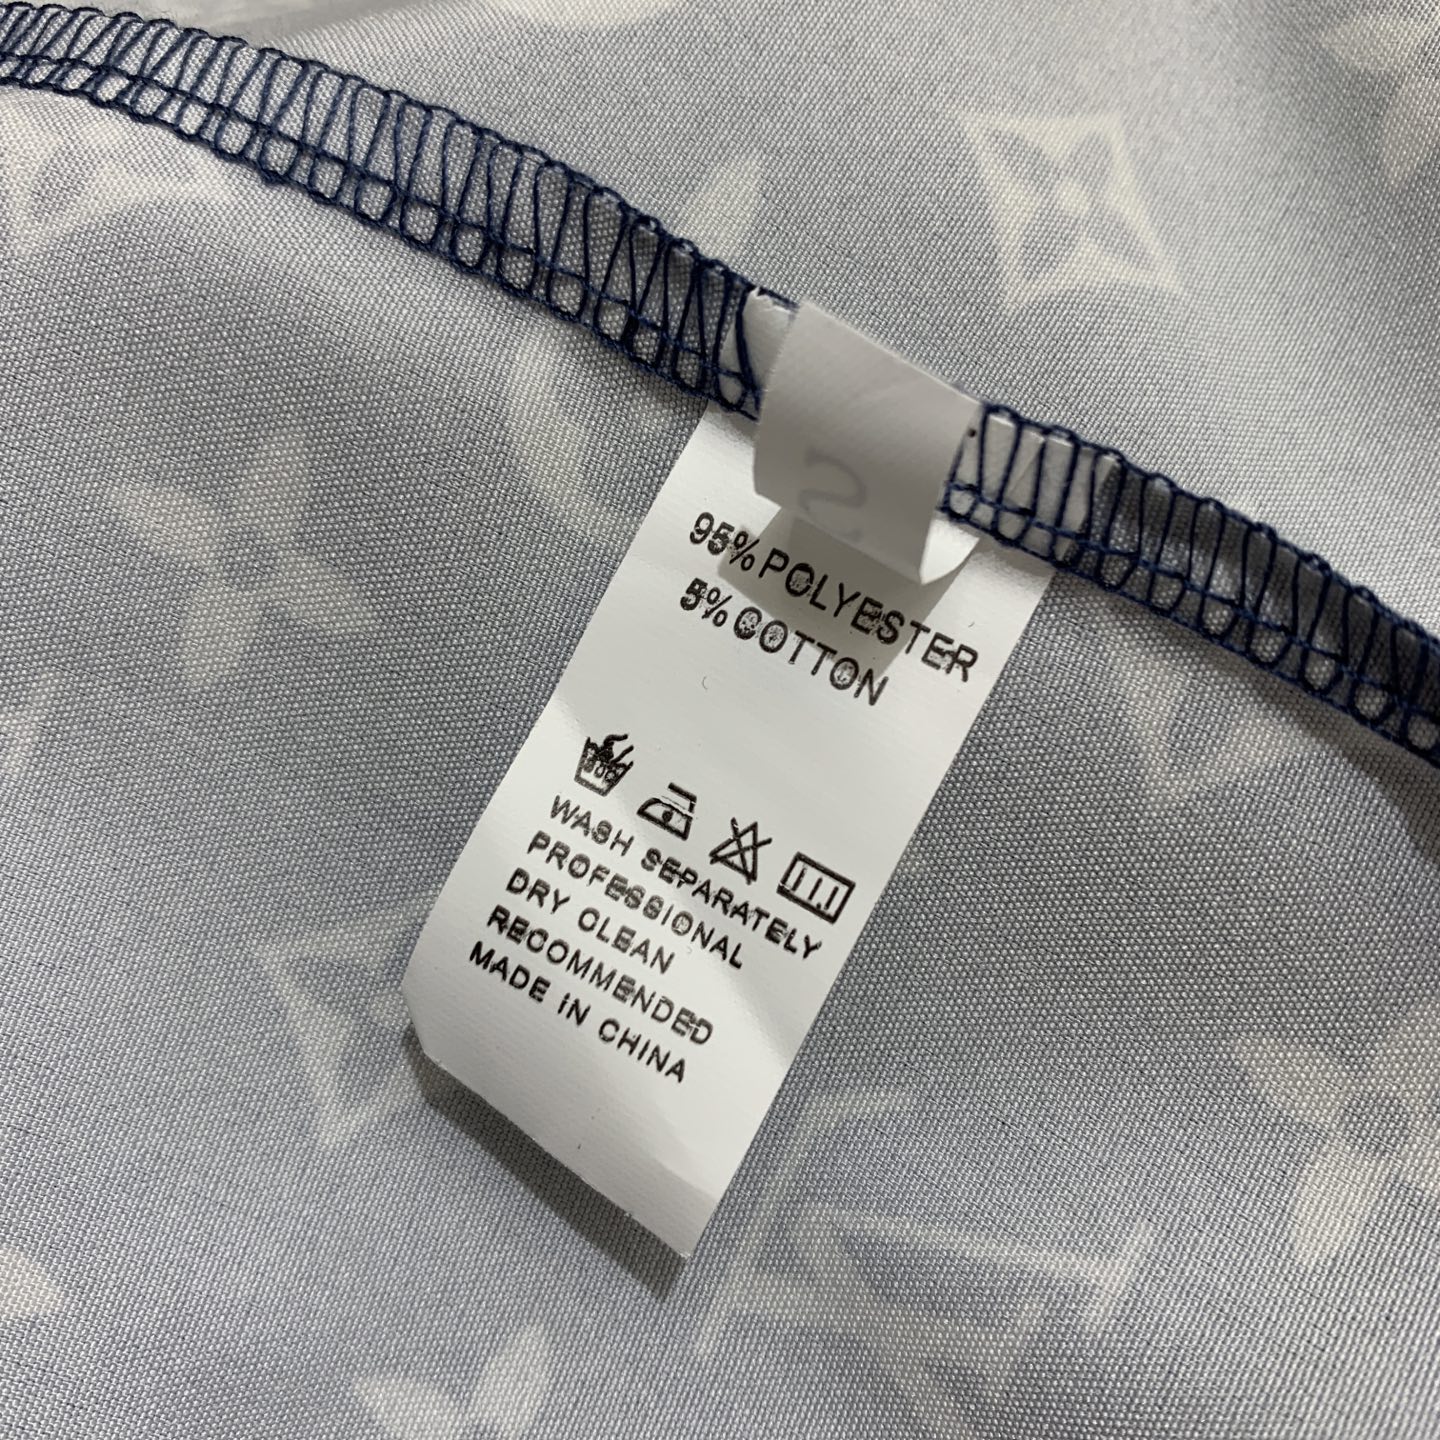 95% POLYESTER
5% COTTON
WASH SEPARATELY
PROFESSIONAL
DRY CLEAN
RECOMMENDED
MADE IN CHINA